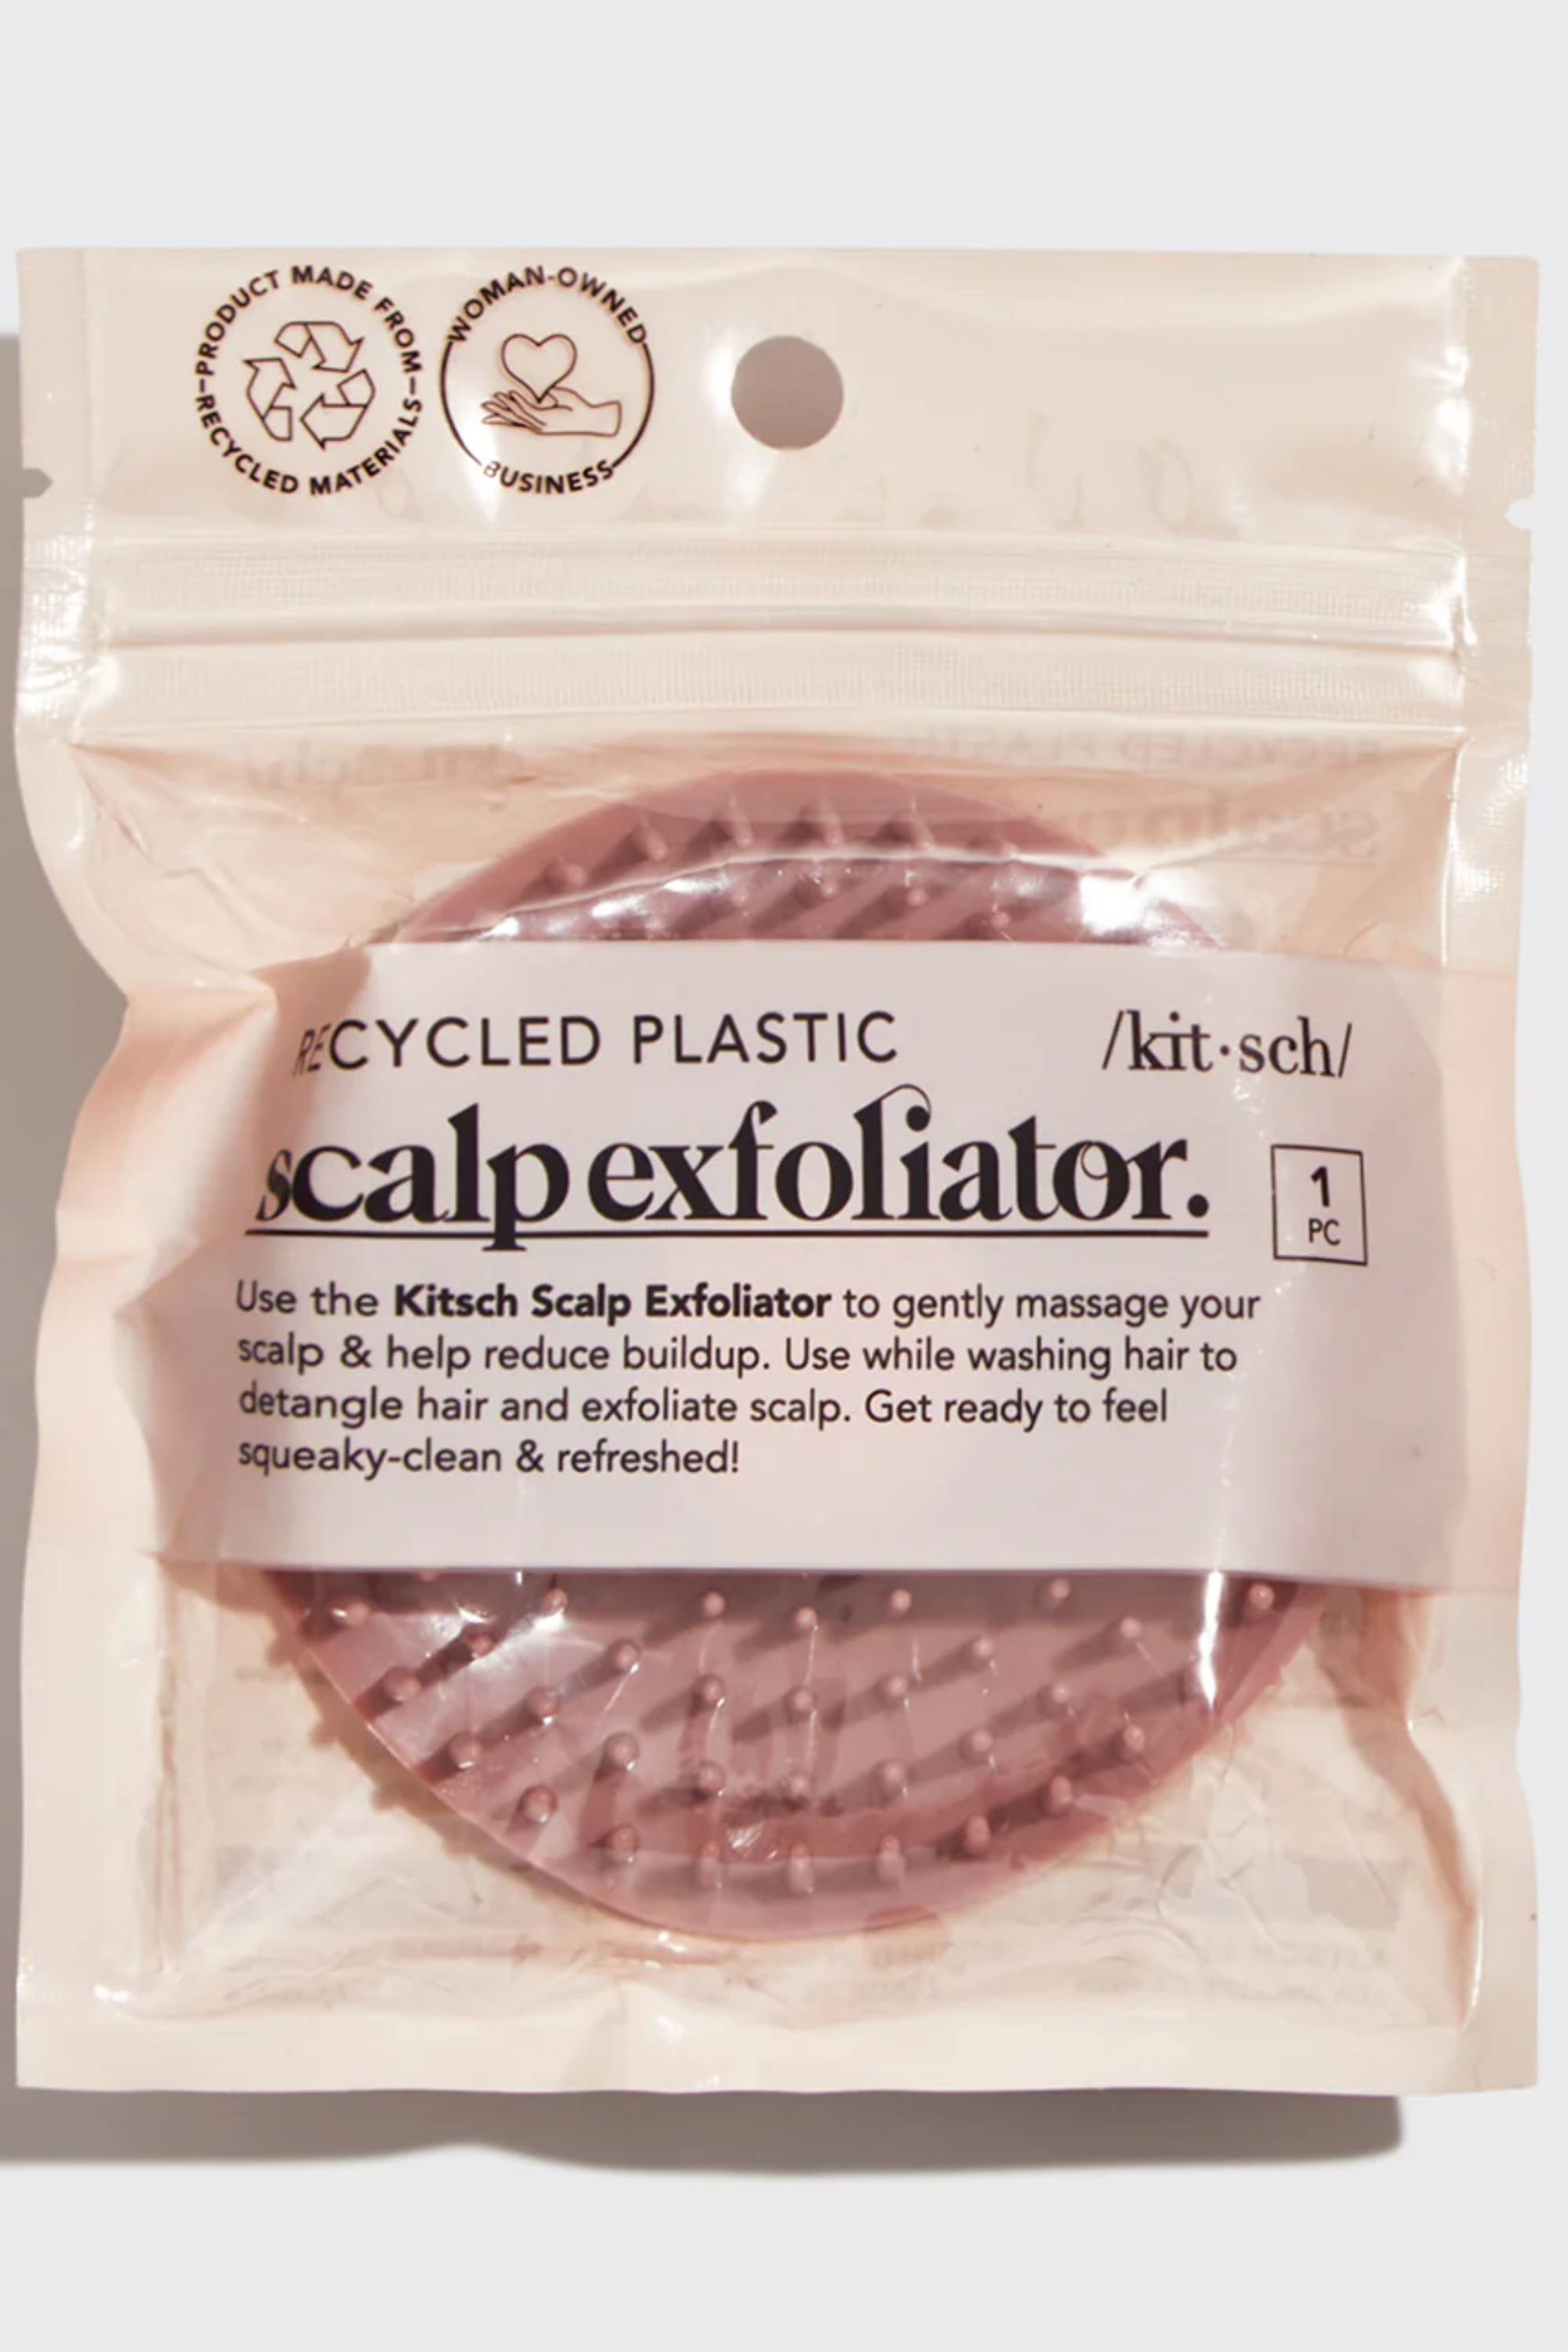 PRODUCT MADE FROM
RECYCLED MATERIALS
WOMAN-OWNED
BUSINESS
RECYCLED PLASTIC
/kit·sch/
scalp exfoliator.
1
PC
Use the Kitsch Scalp Exfoliator to gently massage your
scalp & help reduce buildup. Use while washing hair to
detangle hair and exfoliate scalp. Get ready to feel
squeaky-clean & refreshed!